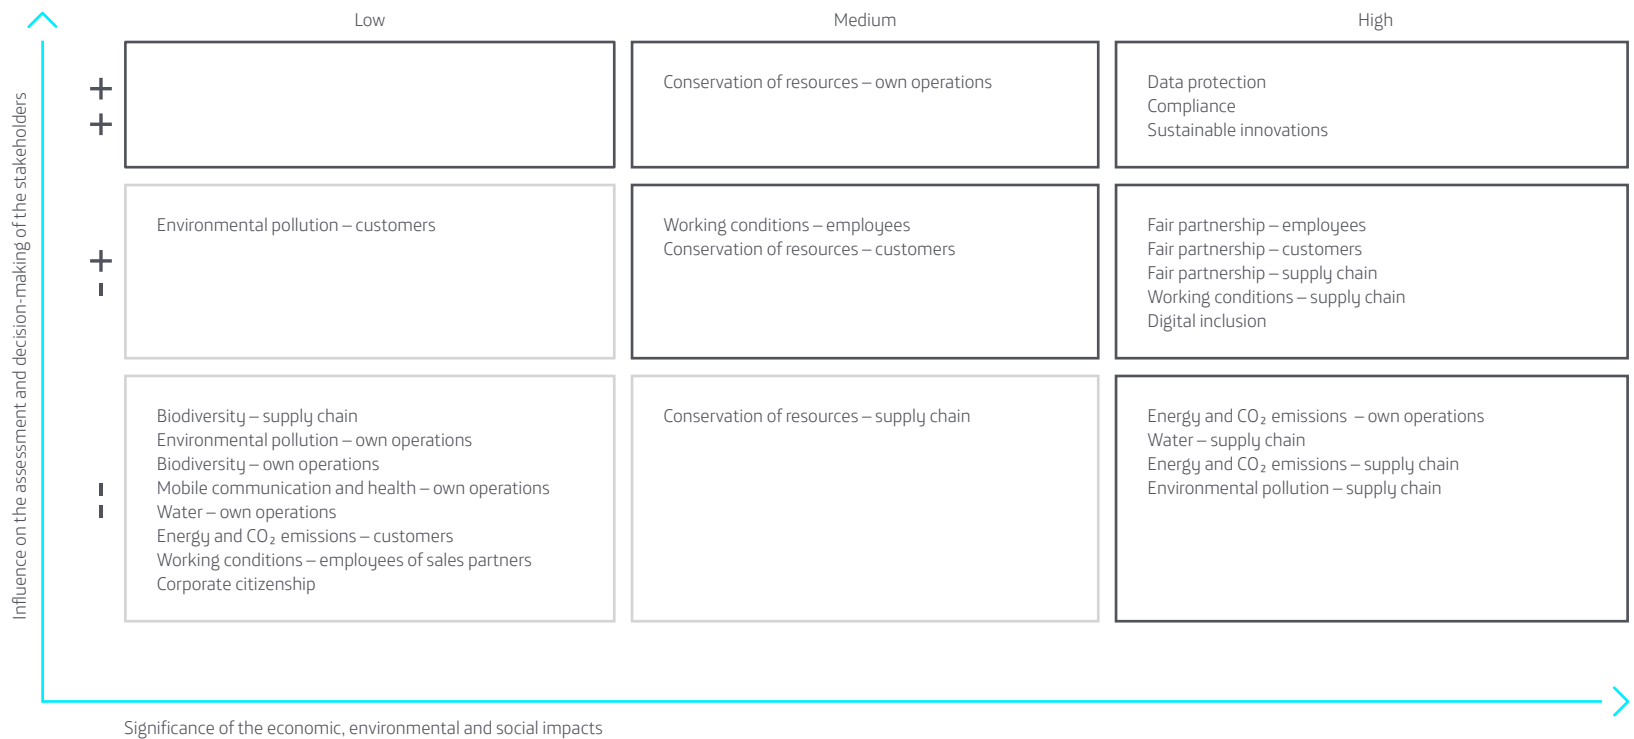 Low
Medium
High
Influence on the assessment and decision-making of the stakeholders
+
+
Conservation of resources – own operations
Data protection
Compliance
Sustainable innovations
+
-
Environmental pollution – customers
Working conditions – employees
Conservation of resources – customers
Fair partnership – employees
Fair partnership – customers
Fair partnership – supply chain
Working conditions – supply chain
Digital inclusion
-
-
Biodiversity – supply chain
Environmental pollution – own operations
Biodiversity – own operations
Mobile communication and health – own operations
Water – own operations
Energy and CO₂ emissions – customers
Working conditions – employees of sales partners
Corporate citizenship
Conservation of resources – supply chain
Energy and CO₂ emissions – own operations
Water – supply chain
Energy and CO₂ emissions – supply chain
Environmental pollution – supply chain
Significance of the economic, environmental and social impacts